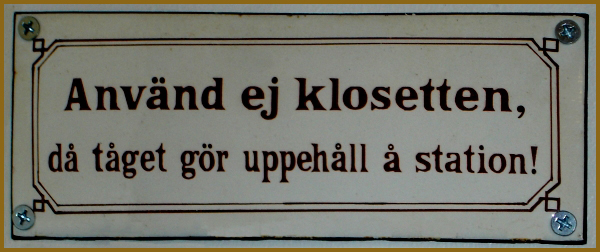 Använd ej klosetten,
då tåget gör uppehåll å station!